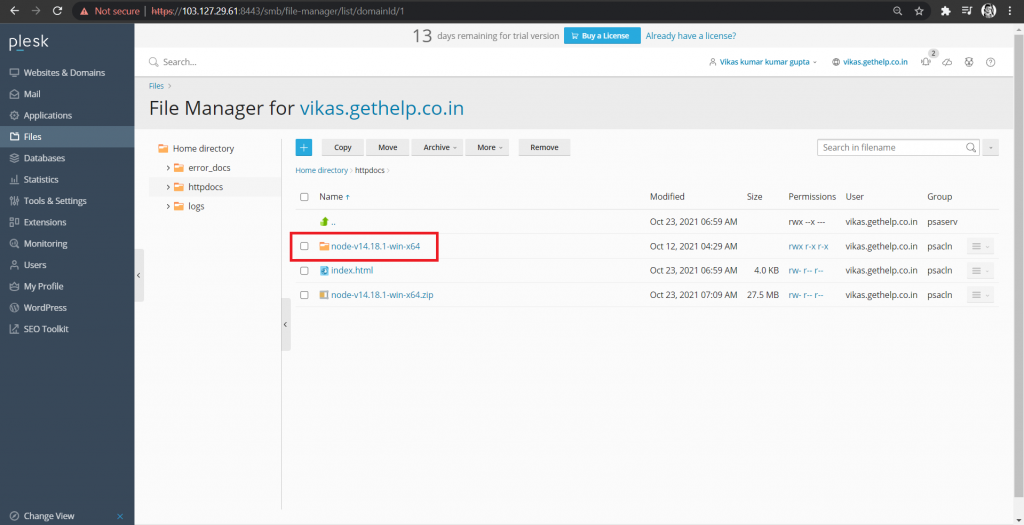 Not secure https://103.127.29.61:8443/smb/file-manager/list/domainId/1
plesk
13 days remaining for trial version Buy a License Already have a license?
Search... Vikas kumar kumar gupta vikas.gethelp.co.in 2
Websites & Domains
Mail
Applications
Files
Databases
Statistics
Tools & Settings
Extensions
Monitoring
Users
My Profile
WordPress
SEO Toolkit
Change View
Files >
File Manager for vikas.gethelp.co.in
Home directory
error_docs
httpdocs
logs
+ Copy Move Archive More Remove Search in filename
Home directory > httpdocs >
Name ↑ Modified Size Permissions User Group
.. Oct 23, 2021 06:59 AM rwx --x --- vikas.gethelp.co.in psaserv
node-v14.18.1-win-x64 Oct 12, 2021 04:29 AM rwx r-x r-x vikas.gethelp.co.in psacln
index.html Oct 23, 2021 06:59 AM 4.0 KB rw- r-- r-- vikas.gethelp.co.in psacln
node-v14.18.1-win-x64.zip Oct 23, 2021 07:09 AM 27.5 MB rw- r-- r-- vikas.gethelp.co.in psacln